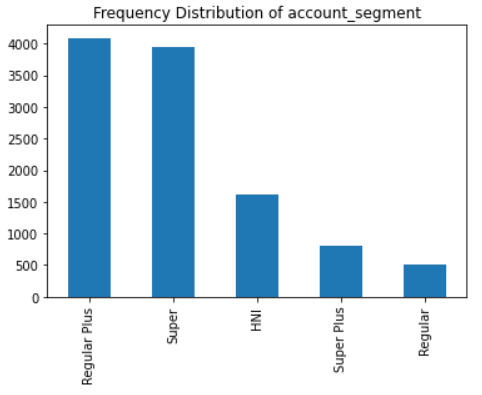 Frequency Distribution of account_segment
4000
3500
3000
2500
2000
1500
1000
500
0
Regular Plus
Super
HNI
Super Plus
Regular